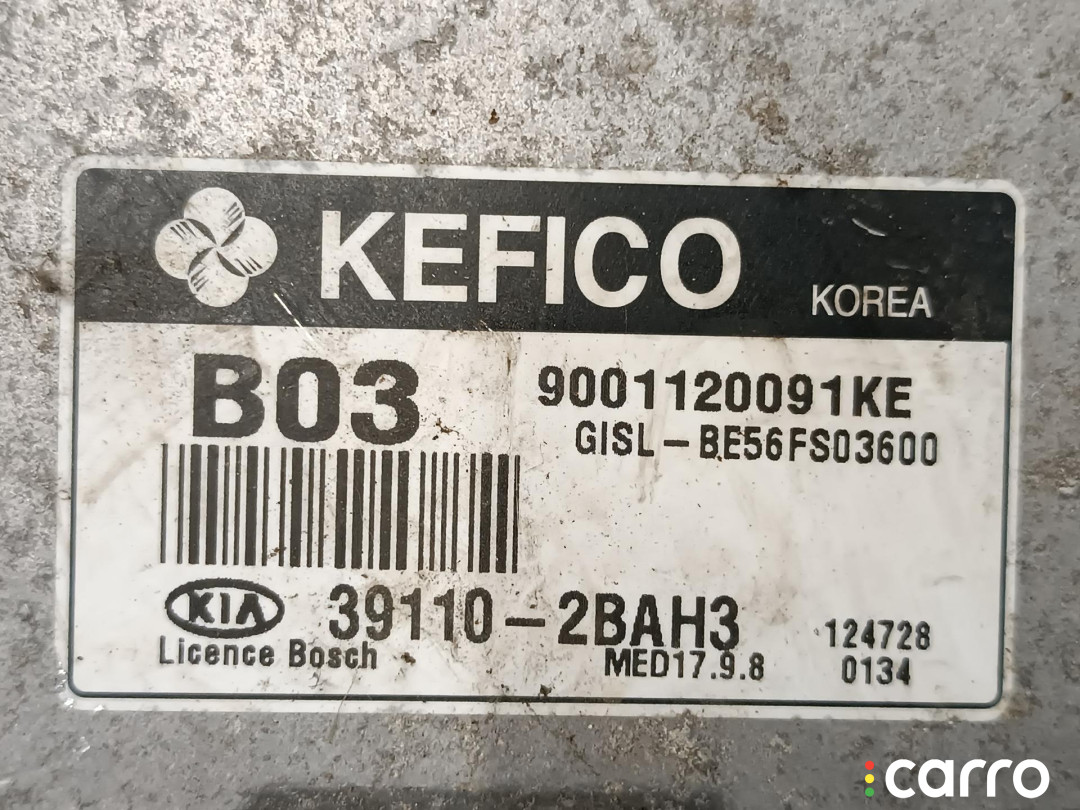 KEFICO KOREA
B03 9001120091KE
GISL-BE56FS03600
KIA 39110-2BAH3 124728
Licence Bosch MED17.9.8 0134
carro